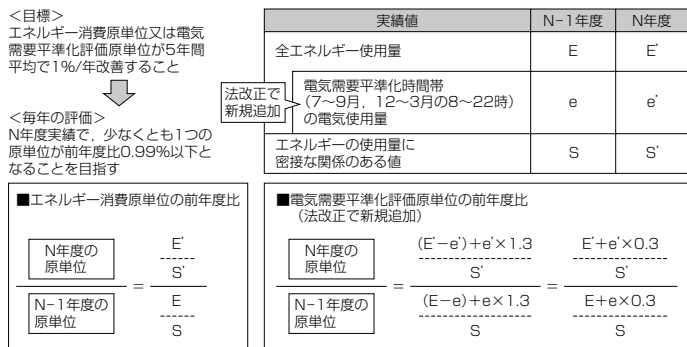 ＜目標＞
エネルギー消費原単位又は電気
需要平準化評価原単位が5年間
平均で1%/年改善すること
＜毎年の評価＞
N年度実績で，少なくとも1つの
原単位が前年度比0.99%以下と
なることを目指す
実績値 N−1年度 N年度
全エネルギー使用量 E E'
法改正で
新規追加
電気需要平準化時間帯
（7〜9月，12〜3月の8〜22時）
の電気使用量
e e'
エネルギーの使用量に
密接な関係のある値
S S'
■エネルギー消費原単位の前年度比
N年度の
原単位
N−1年度の
原単位
=
E'
S'
E
S
■電気需要平準化評価原単位の前年度比
（法改正で新規追加）
N年度の
原単位
N−1年度の
原単位
=
(E'−e')+e'×1.3
S'
(E−e)+e×1.3
S
=
E'+e'×0.3
S'
E+e×0.3
S